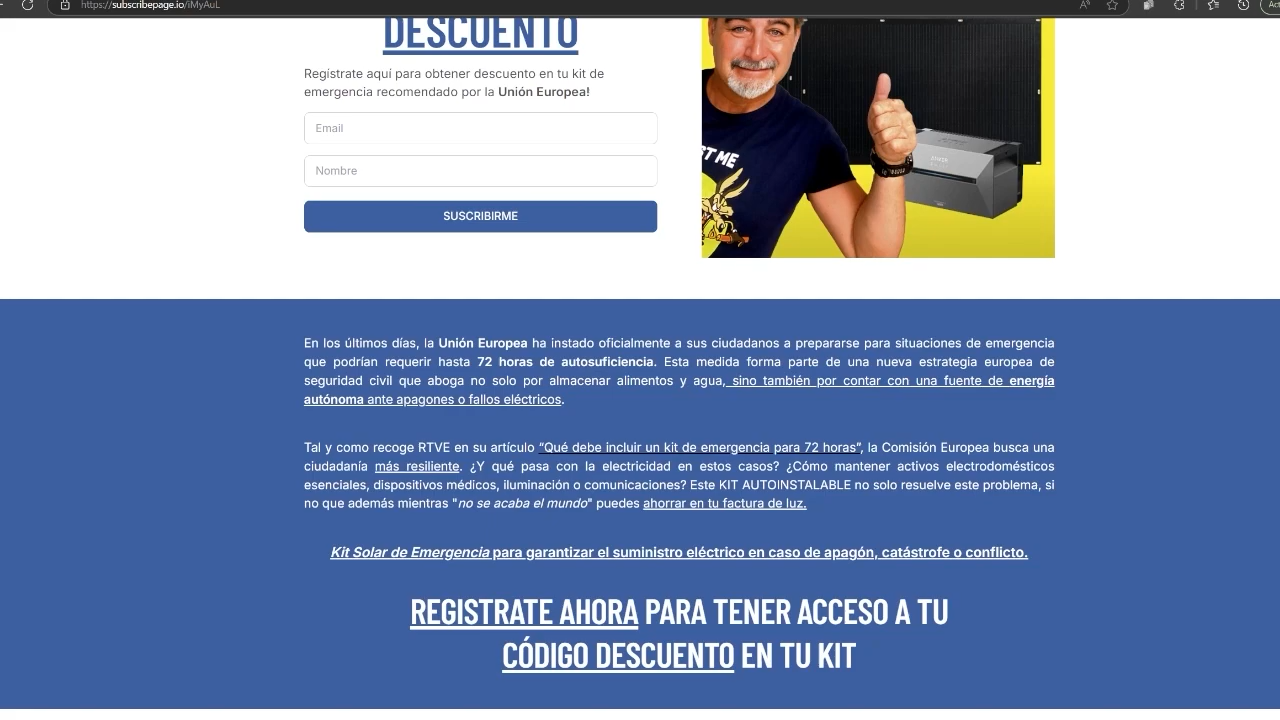 https://subscribepage.io/iMyAuL
DESCUENTO
Regístrate aquí para obtener descuento en tu kit de
emergencia recomendado por la Unión Europea!
Email
Nombre
SUSCRIBIRME
ST ME
En los últimos días, la Unión Europea ha instado oficialmente a sus ciudadanos a prepararse para situaciones de emergencia
que podrían requerir hasta 72 horas de autosuficiencia. Esta medida forma parte de una nueva estrategia europea de
seguridad civil que aboga no solo por almacenar alimentos y agua, sino también por contar con una fuente de energía
autónoma ante apagones o fallos eléctricos.
Tal y como recoge RTVE en su artículo “Qué debe incluir un kit de emergencia para 72 horas”, la Comisión Europea busca una
ciudadanía más resiliente. ¿Y qué pasa con la electricidad en estos casos? ¿Cómo mantener activos electrodomésticos
esenciales, dispositivos médicos, iluminación o comunicaciones? Este KIT AUTOINSTALABLE no solo resuelve este problema, si
no que además mientras "no se acaba el mundo" puedes ahorrar en tu factura de luz.
Kit Solar de Emergencia para garantizar el suministro eléctrico en caso de apagón, catástrofe o conflicto.
REGISTRATE AHORA PARA TENER ACCESO A TU
CÓDIGO DESCUENTO EN TU KIT